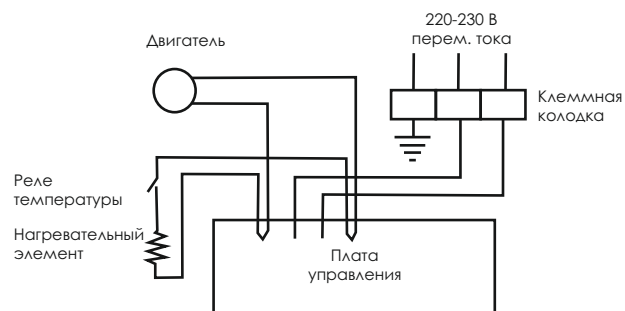 220-230 В
перем. тока
Двигатель
Клеммная
колодка
Реле
температуры
Нагревательный
элемент
Плата
управления